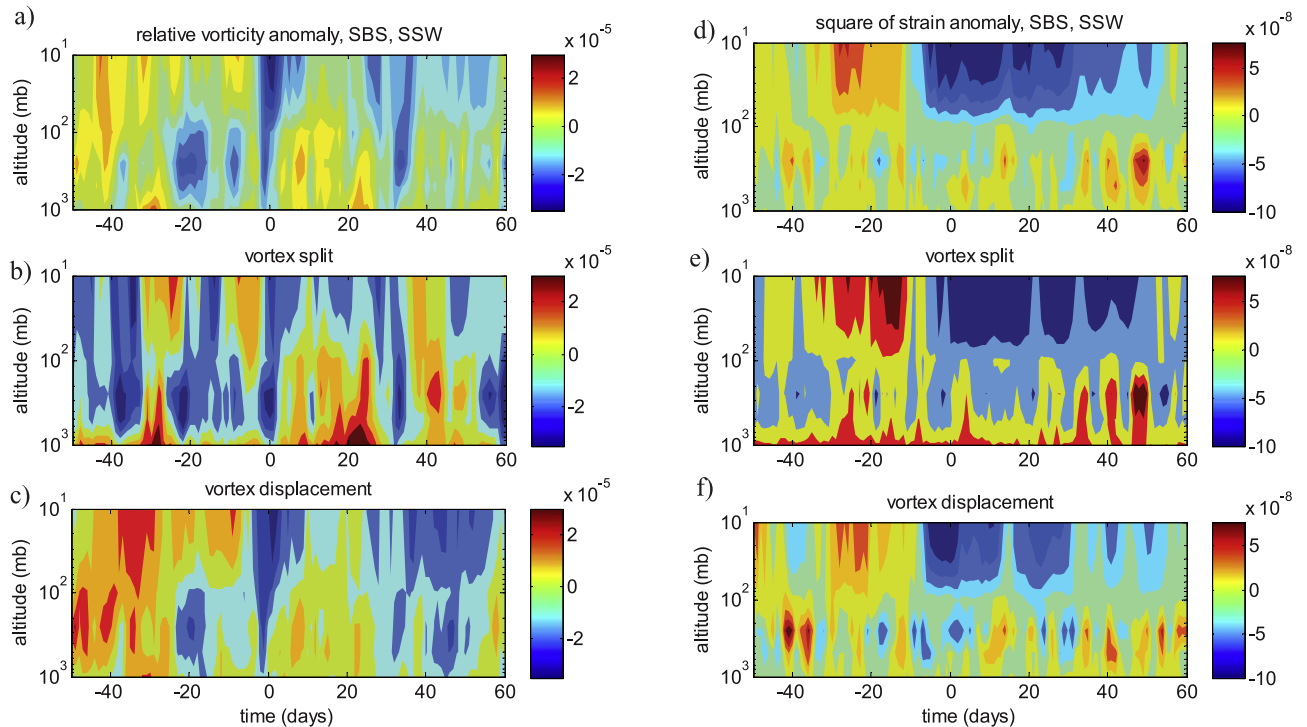 a)
relative vorticity anomaly, SBS, SSW
x 10^-5
10^1
10^2
10^3
altitude (mb)
-40 -20 0 20 40 60
2
0
-2
b)
vortex split
x 10^-5
10^1
10^2
10^3
altitude (mb)
-40 -20 0 20 40 60
2
0
-2
c)
vortex displacement
x 10^-5
10^1
10^2
10^3
altitude (mb)
-40 -20 0 20 40 60
time (days)
2
0
-2
d)
square of strain anomaly, SBS, SSW
x 10^-8
10^1
10^2
10^3
altitude (mb)
-40 -20 0 20 40 60
5
0
-5
-10
e)
vortex split
x 10^-8
10^1
10^2
10^3
altitude (mb)
-40 -20 0 20 40 60
5
0
-5
-10
f)
vortex displacement
x 10^-8
10^1
10^2
10^3
altitude (mb)
-40 -20 0 20 40 60
time (days)
5
0
-5
-10